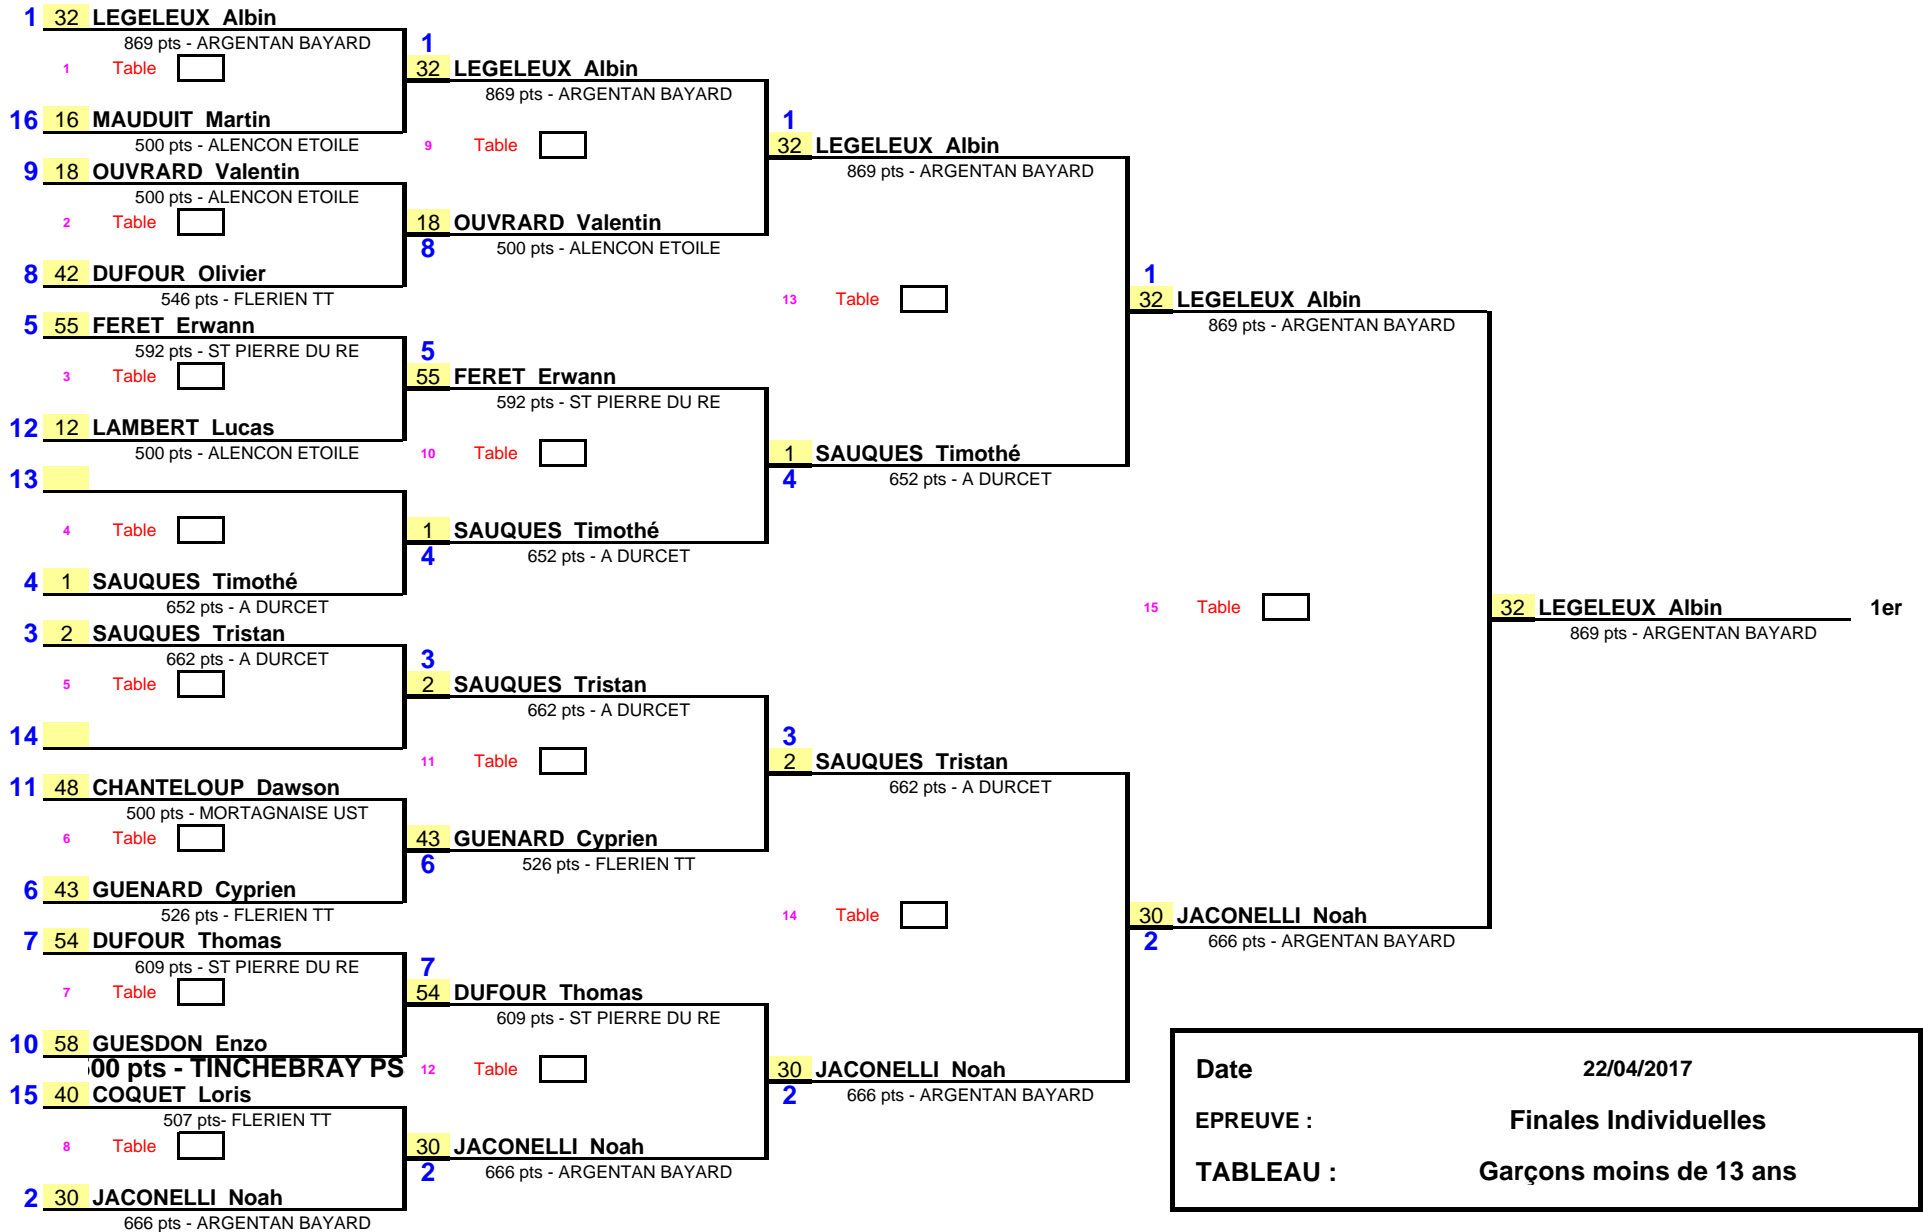 1 32 LEGELEUX Albin
869 pts - ARGENTAN BAYARD
1 Table
16 16 MAUDUIT Martin
500 pts - ALENCON ETOILE
9 18 OUVRARD Valentin
500 pts - ALENCON ETOILE
2 Table
8 42 DUFOUR Olivier
546 pts - FLERIEN TT
5 55 FERET Erwann
592 pts - ST PIERRE DU RE
3 Table
12 12 LAMBERT Lucas
500 pts - ALENCON ETOILE
13
4 Table
4 1 SAUQUES Timothé
652 pts - A DURCET
3 2 SAUQUES Tristan
662 pts - A DURCET
5 Table
14
11 48 CHANTELOUP Dawson
500 pts - MORTAGNAISE UST
6 Table
6 43 GUENARD Cyprien
526 pts - FLERIEN TT
7 54 DUFOUR Thomas
609 pts - ST PIERRE DU RE
7 Table
10 58 GUESDON Enzo
00 pts - TINCHEBRAY PS
15 40 COQUET Loris
507 pts- FLERIEN TT
8 Table
2 30 JACONELLI Noah
666 pts - ARGENTAN BAYARD
1
32 LEGELEUX Albin
869 pts - ARGENTAN BAYARD
9 Table
18 OUVRARD Valentin
8
500 pts - ALENCON ETOILE
5
55 FERET Erwann
592 pts - ST PIERRE DU RE
10 Table
1 SAUQUES Timothé
4
652 pts - A DURCET
3
2 SAUQUES Tristan
662 pts - A DURCET
11 Table
43 GUENARD Cyprien
6
526 pts - FLERIEN TT
7
54 DUFOUR Thomas
609 pts - ST PIERRE DU RE
12 Table
30 JACONELLI Noah
2
666 pts - ARGENTAN BAYARD
1
32 LEGELEUX Albin
869 pts - ARGENTAN BAYARD
13 Table
1 SAUQUES Timothé
4
652 pts - A DURCET
3
2 SAUQUES Tristan
662 pts - A DURCET
14 Table
30 JACONELLI Noah
2
666 pts - ARGENTAN BAYARD
1
32 LEGELEUX Albin
869 pts - ARGENTAN BAYARD
15 Table
30 JACONELLI Noah
2
666 pts - ARGENTAN BAYARD
32 LEGELEUX Albin 1er
869 pts - ARGENTAN BAYARD
Date 22/04/2017
EPREUVE : Finales Individuelles
TABLEAU : Garçons moins de 13 ans